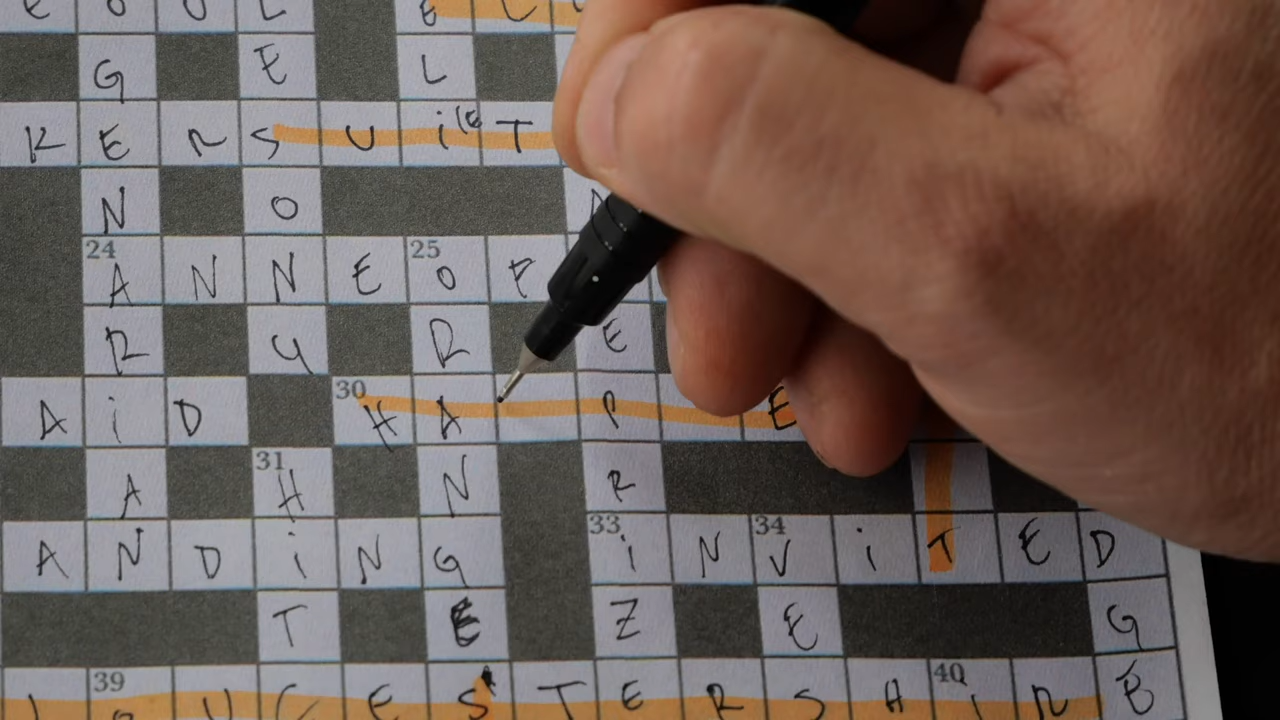 G E L
K E R S U i(E T
N O
24 25
A N N E O F
R Y R E
30
A i D H A P E
31
A H N R
33 34
A N D i N G i N V i T E D
T E Z E G
39 40
O U C E S T E R S H i R E